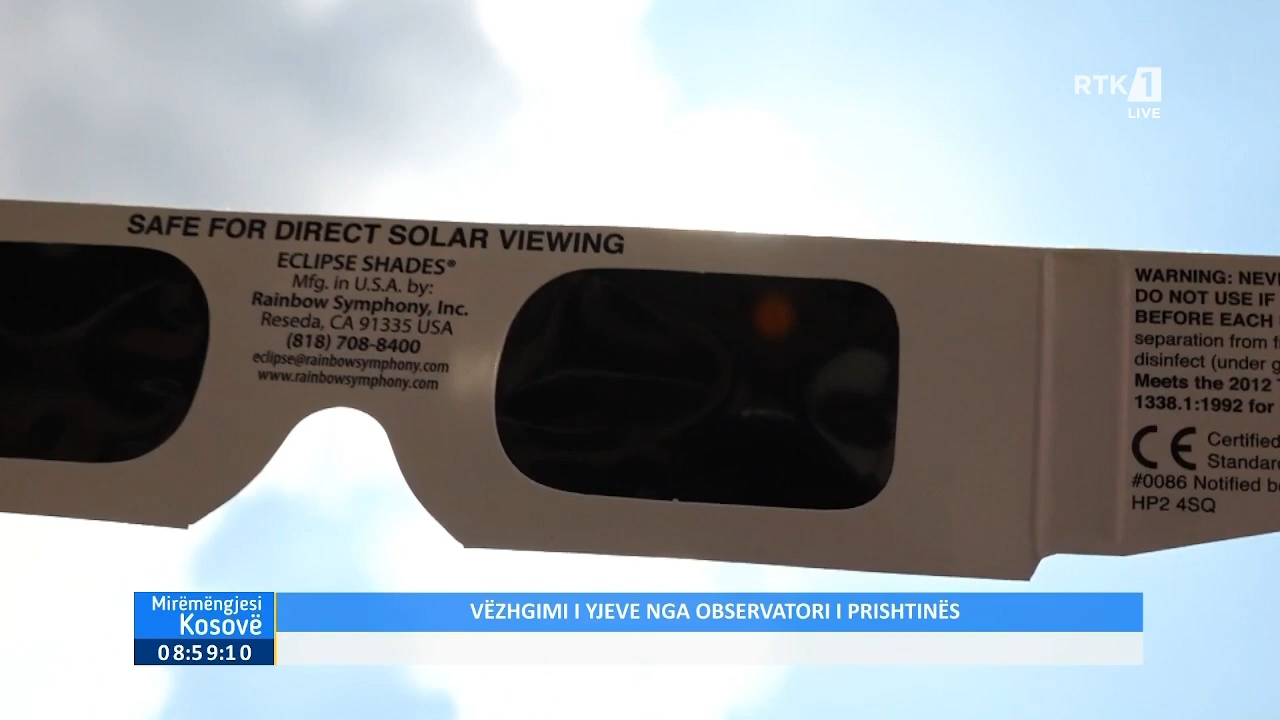 RTK 1
LIVE
SAFE FOR DIRECT SOLAR VIEWING
ECLIPSE SHADES®
Mfg. in U.S.A. by:
Rainbow Symphony, Inc.
Reseda, CA 91335 USA
(818) 708-8400
eclipse@rainbowsymphony.com
www.rainbowsymphony.com
WARNING:
DO NOT USE IF
BEFORE EACH
separation from
disinfect (under
Meets the 2012
1338.1:1992 for
CE Certified
#0086 Notified
HP2 4SQ
Mirëmëngjesi
Kosovë
08:59:10
VËZHGIMI I YJEVE NGA OBSERVATORI I PRISHTINËS